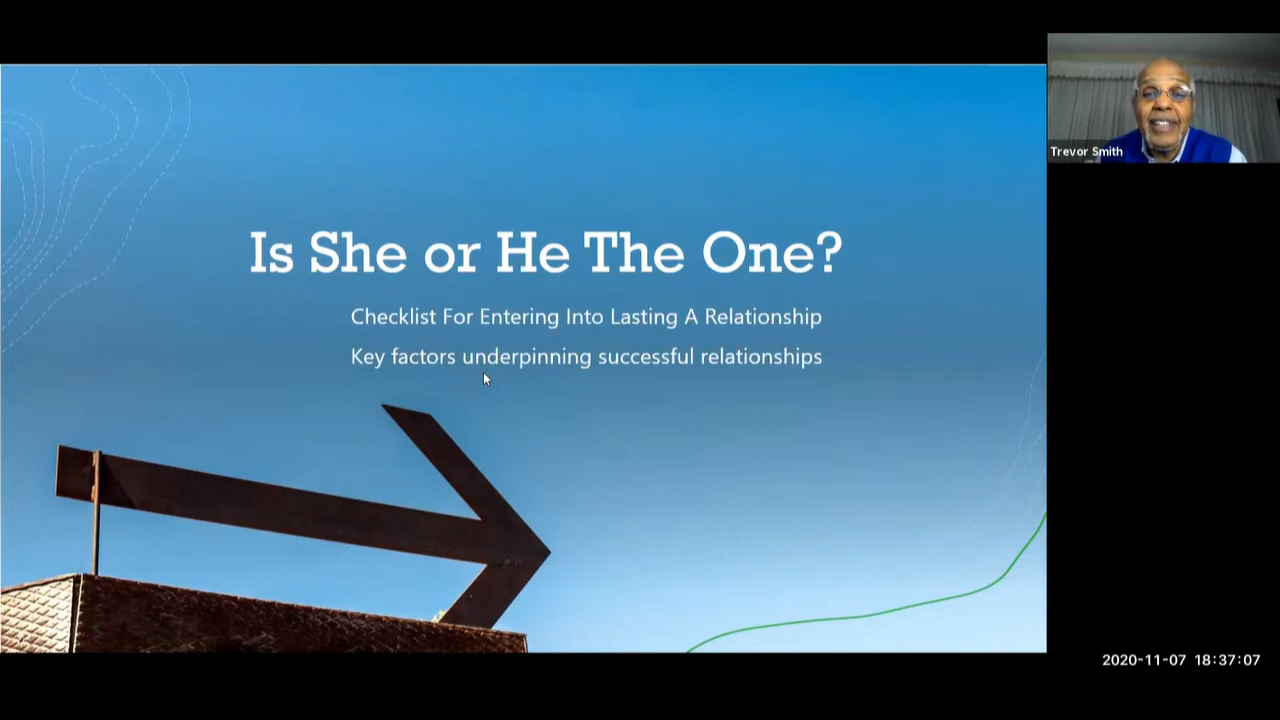 Is She or He The One?
Checklist For Entering Into Lasting A Relationship
Key factors underpinning successful relationships
Trevor Smith
2020-11-07 18:37:07